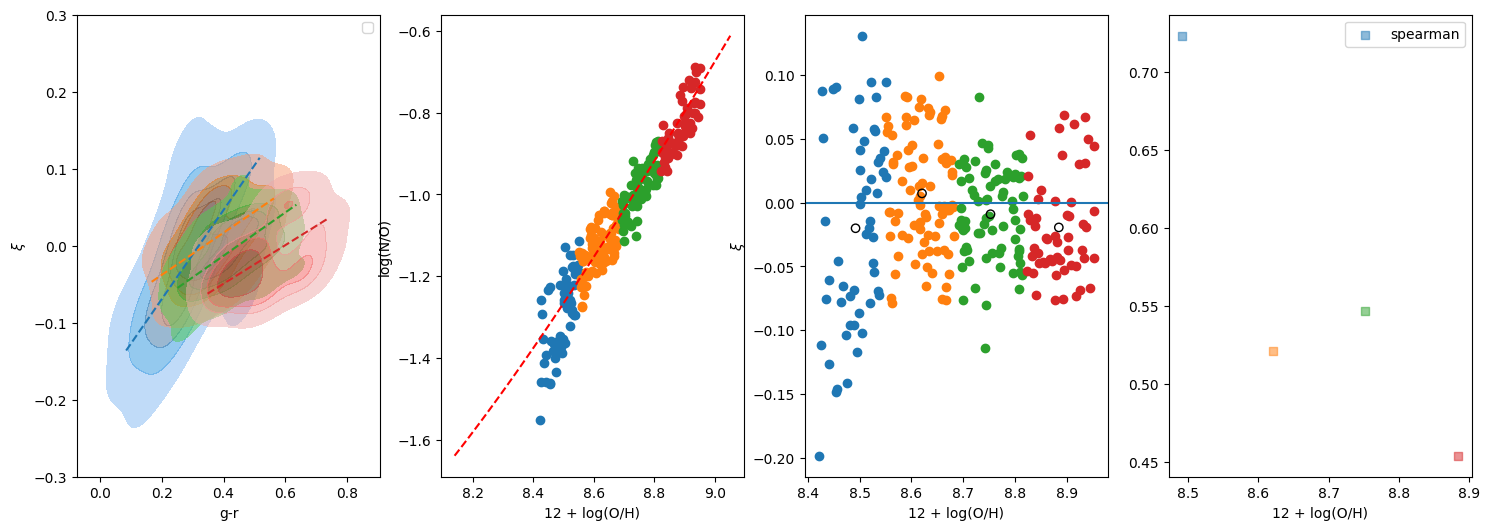 0.3
0.2
0.1
0.0
−0.1
−0.2
−0.3
ξ
0.0 0.2 0.4 0.6 0.8
g-r
−0.6
−0.8
−1.0
−1.2
−1.4
−1.6
log(N/O)
8.2 8.4 8.6 8.8 9.0
12 + log(O/H)
0.10
0.05
0.00
−0.05
−0.10
−0.15
−0.20
ξ
8.4 8.5 8.6 8.7 8.8 8.9
12 + log(O/H)
spearman
0.70
0.65
0.60
0.55
0.50
0.45
8.5 8.6 8.7 8.8 8.9
12 + log(O/H)